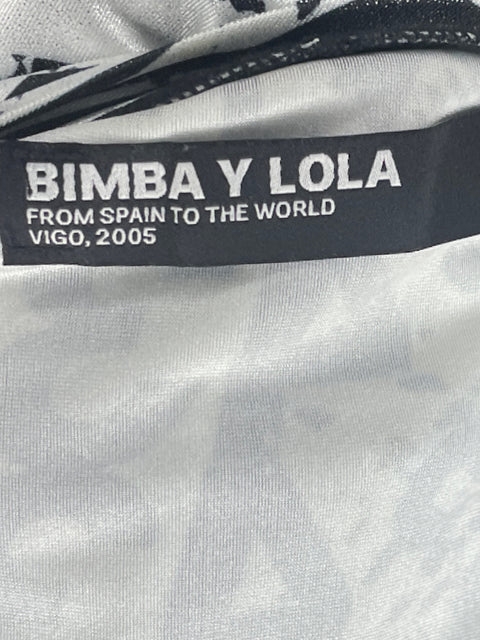 BIMBA Y LOLA
FROM SPAIN TO THE WORLD
VIGO, 2005